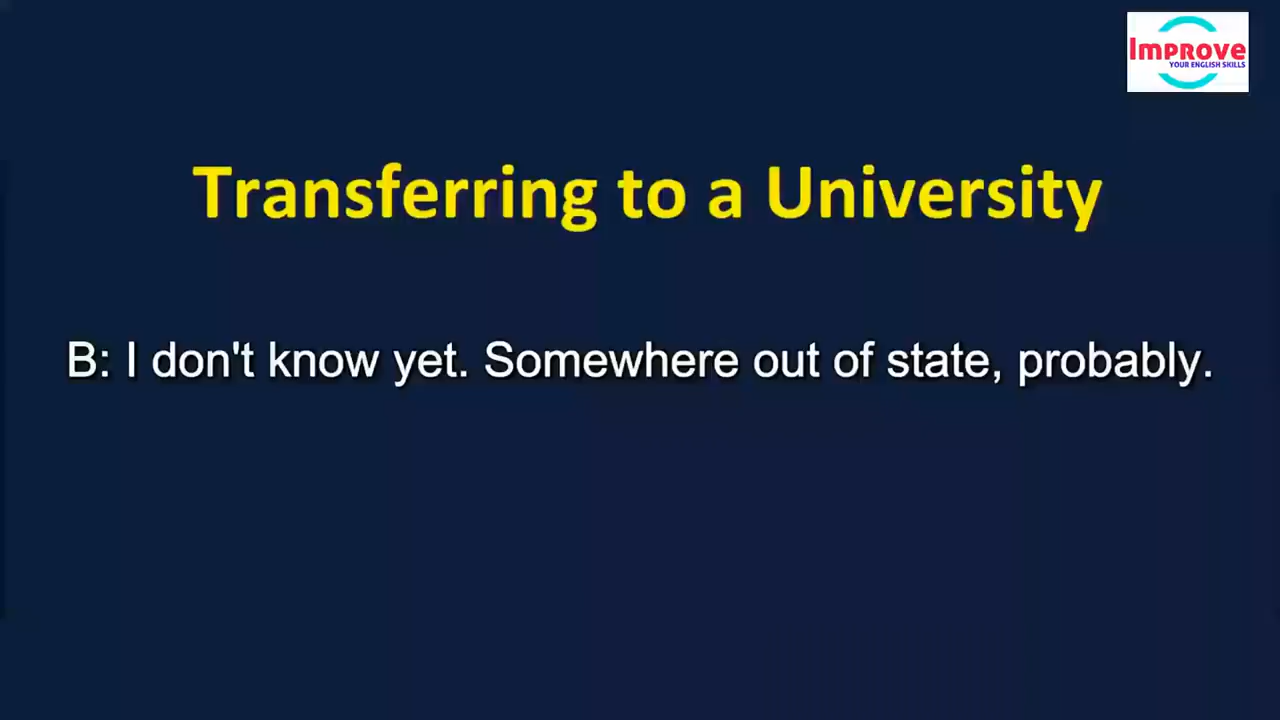 Improve
YOUR ENGLISH SKILLS
Transferring to a University
B: I don't know yet. Somewhere out of state, probably.